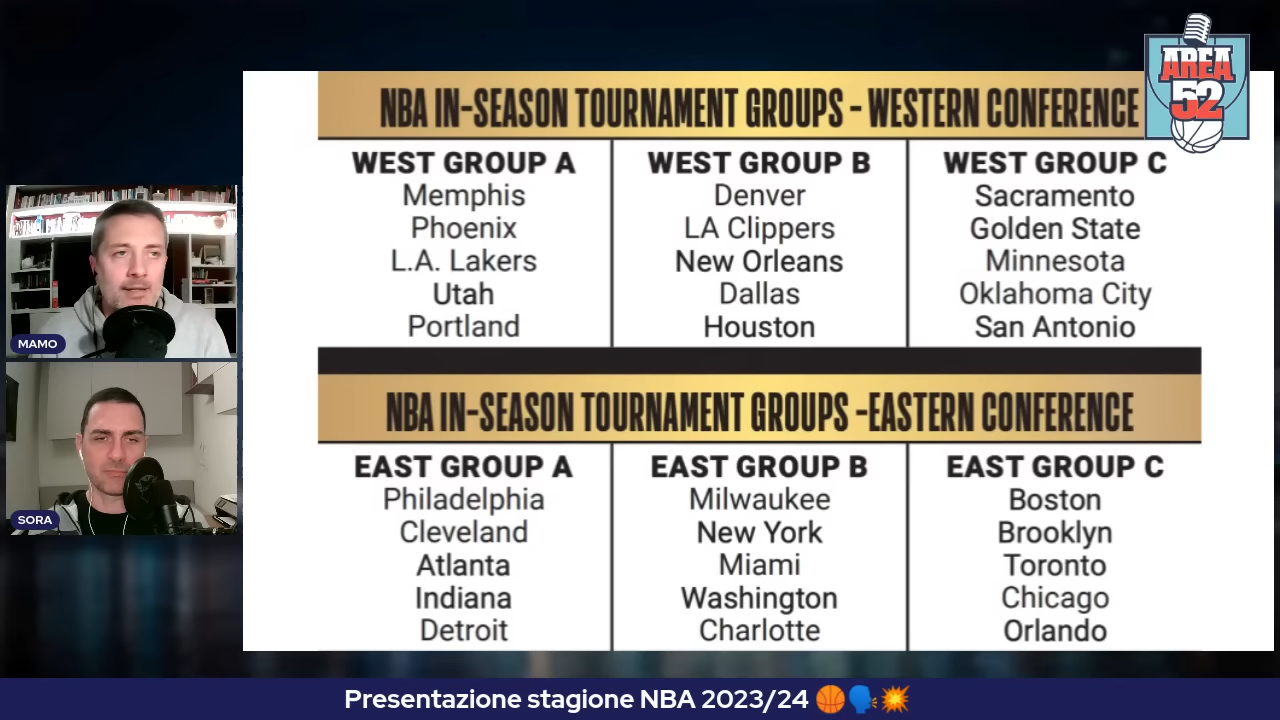 AREA
52
NBA IN-SEASON TOURNAMENT GROUPS - WESTERN CONFERENCE
WEST GROUP A
Memphis
Phoenix
L.A. Lakers
Utah
Portland
WEST GROUP B
Denver
LA Clippers
New Orleans
Dallas
Houston
WEST GROUP C
Sacramento
Golden State
Minnesota
Oklahoma City
San Antonio
NBA IN-SEASON TOURNAMENT GROUPS -EASTERN CONFERENCE
EAST GROUP A
Philadelphia
Cleveland
Atlanta
Indiana
Detroit
EAST GROUP B
Milwaukee
New York
Miami
Washington
Charlotte
EAST GROUP C
Boston
Brooklyn
Toronto
Chicago
Orlando
MAMO
SORA
Presentazione stagione NBA 2023/24 🏀🗣️💥